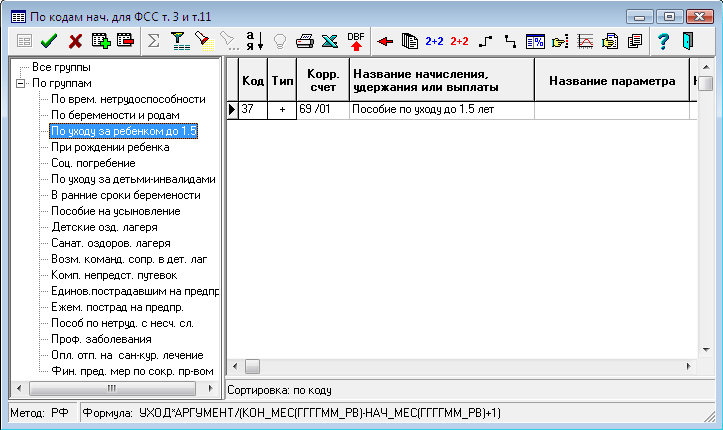 По кодам нач. для ФСС т. 3 и т.11
Σ а я DBF 2+2 2+2 % ?
Все группы
По группам
По врем. нетрудоспособности
По беременности и родам
По уходу за ребенком до 1.5
При рождении ребенка
Соц. погребение
По уходу за детьми-инвалидами
В ранние сроки беременности
Пособие на усыновление
Детские озд. лагеря
Санат. оздоров. лагеря
Возм. команд. сопр. в дет. лаг
Комп. непредст. путевок
Единов.пострадавшим на предпр
Ежем. пострад на предпр.
Пособ по нетруд. с несч. сл.
Проф. заболевания
Опл. отп. на сан-кур. лечение
Фин. пред. мер по сокр. пр-вом
Код Тип Корр. счет Название начисления, удержания или выплаты Название параметра
37 + 69 /01 Пособие по уходу до 1.5 лет
Сортировка: по коду
Метод: РФ Формула: УХОД*АРГУМЕНТ/(КОН_МЕС(ГГГГММ_РВ)-НАЧ_МЕС(ГГГГММ_РВ)+1)